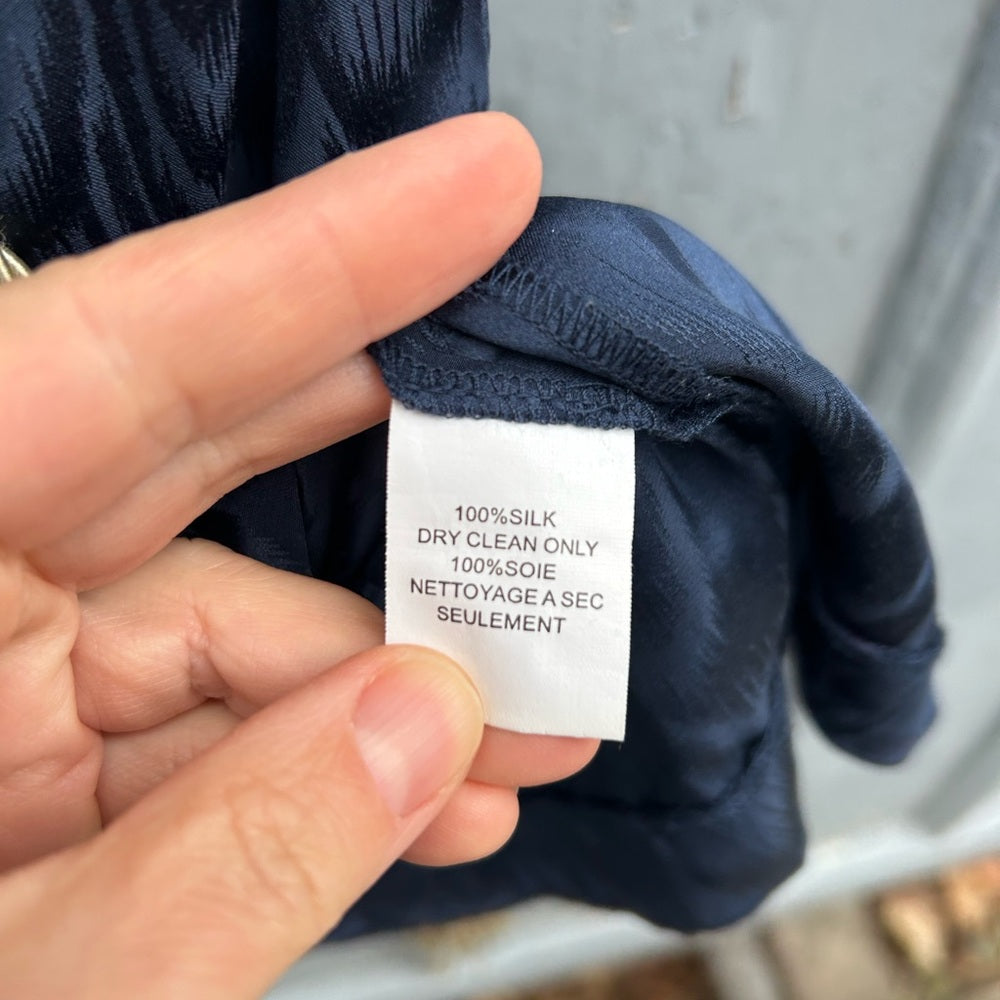 100%SILK
DRY CLEAN ONLY
100%SOIE
NETTOYAGE A SEC
SEULEMENT